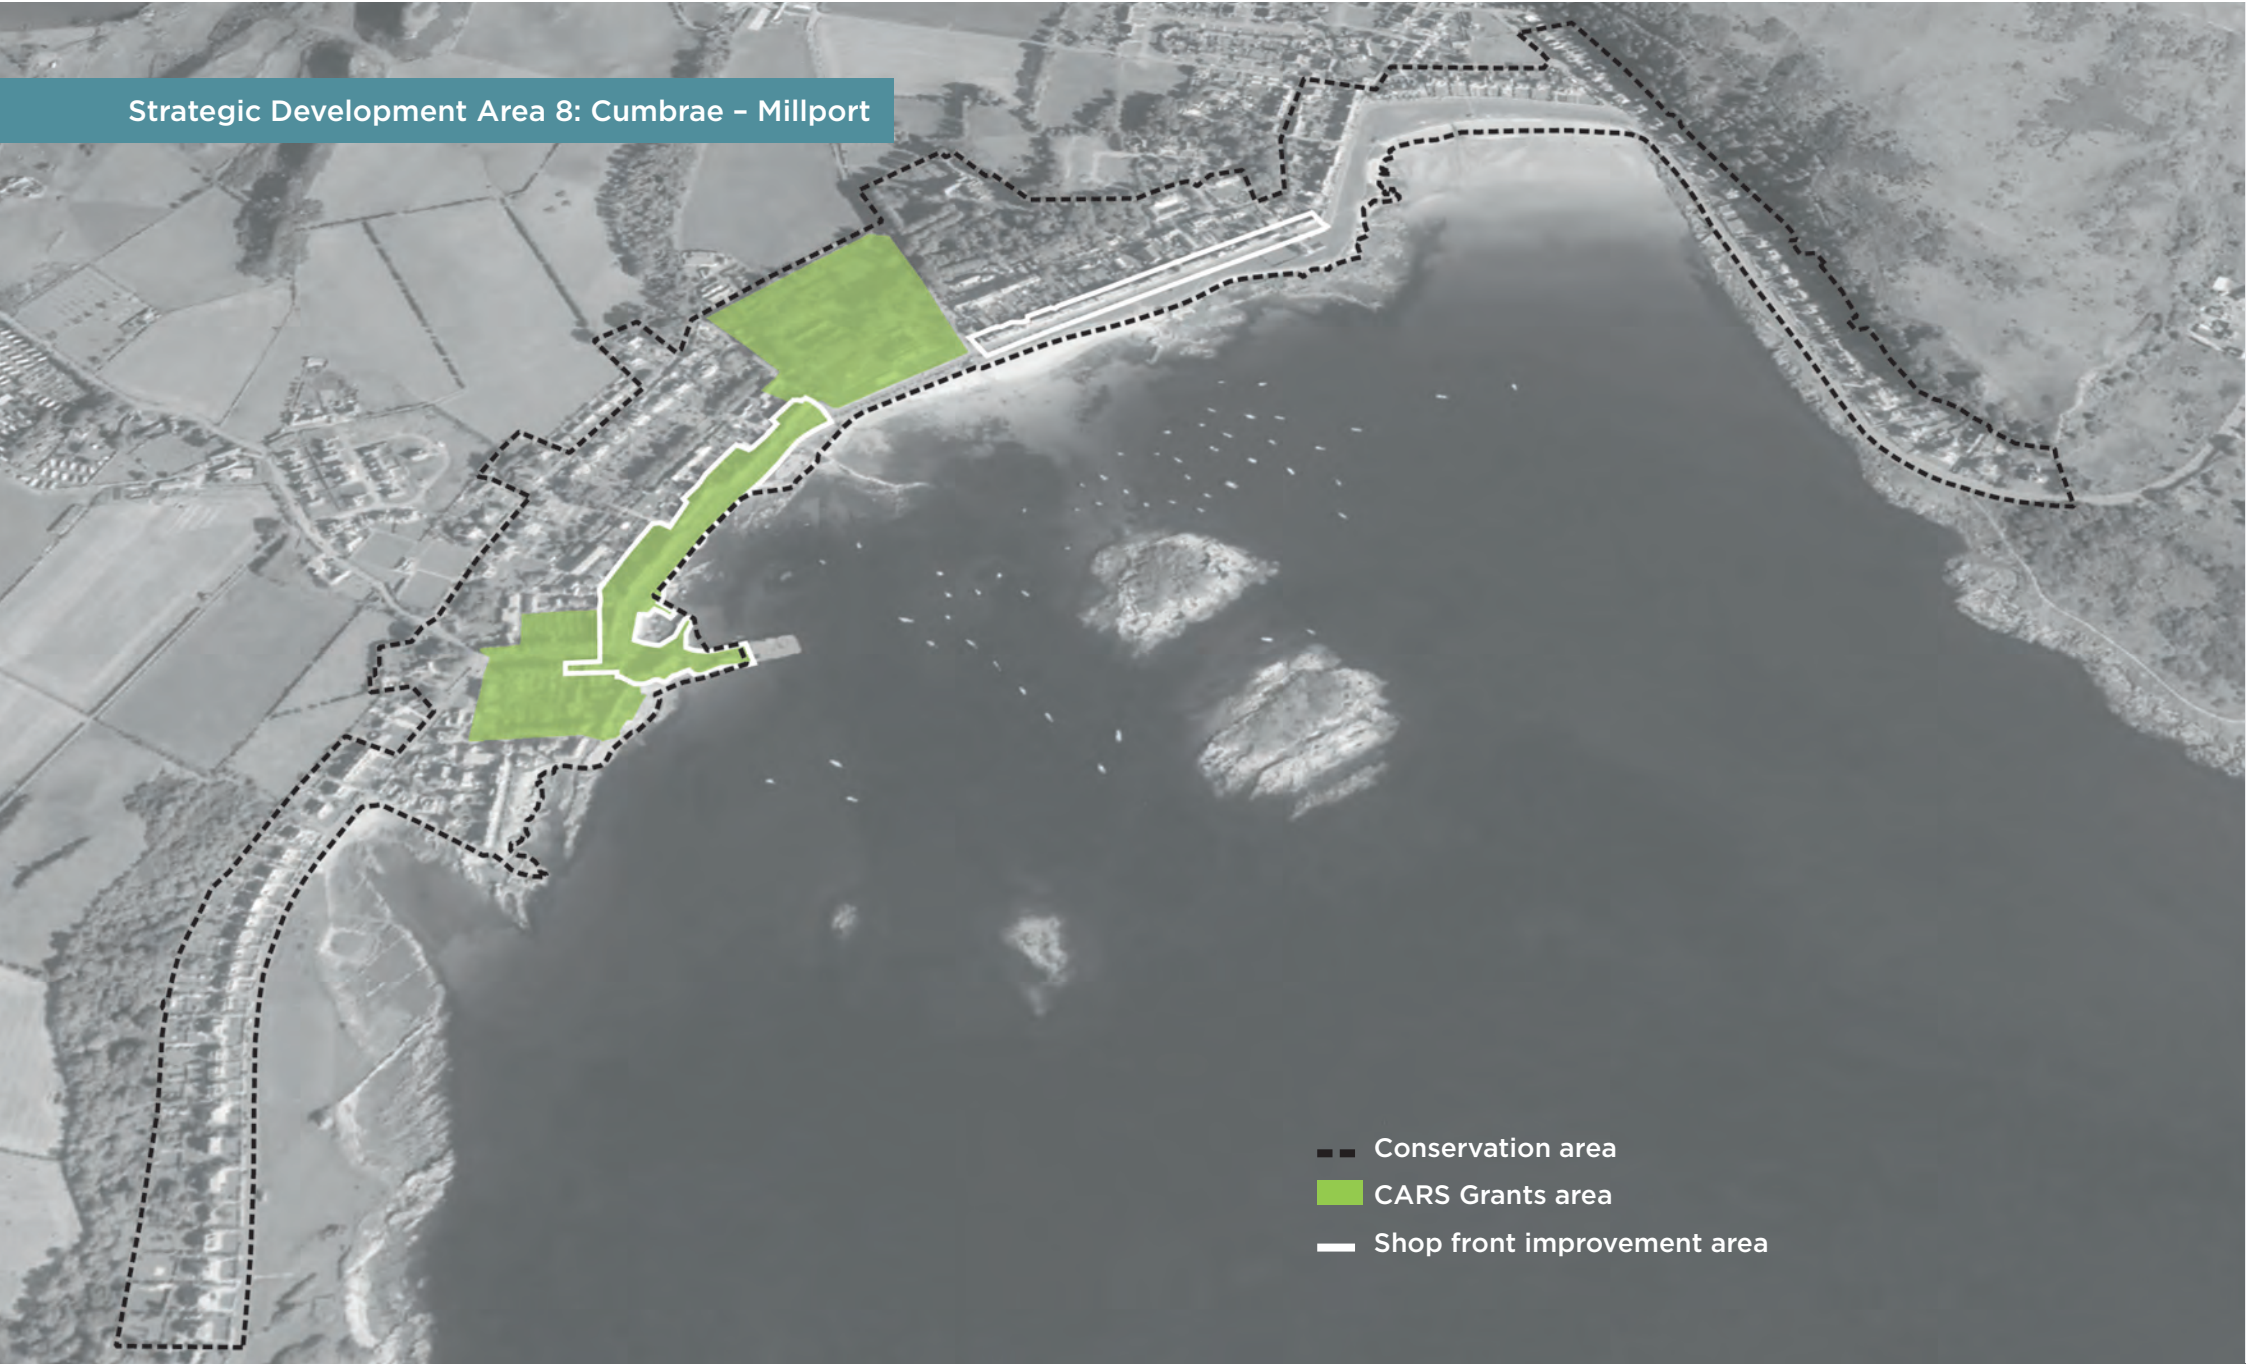 Strategic Development Area 8: Cumbrae – Millport
Conservation area
CARS Grants area
Shop front improvement area